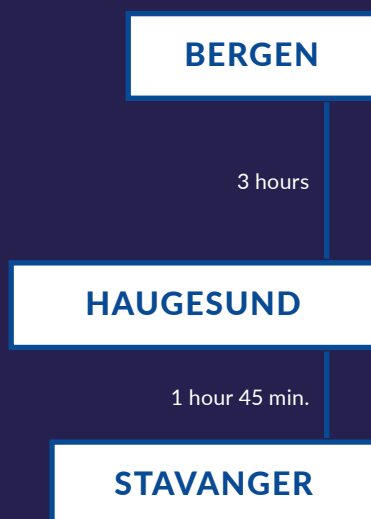 BERGEN
3 hours
HAUGESUND
1 hour 45 min.
STAVANGER